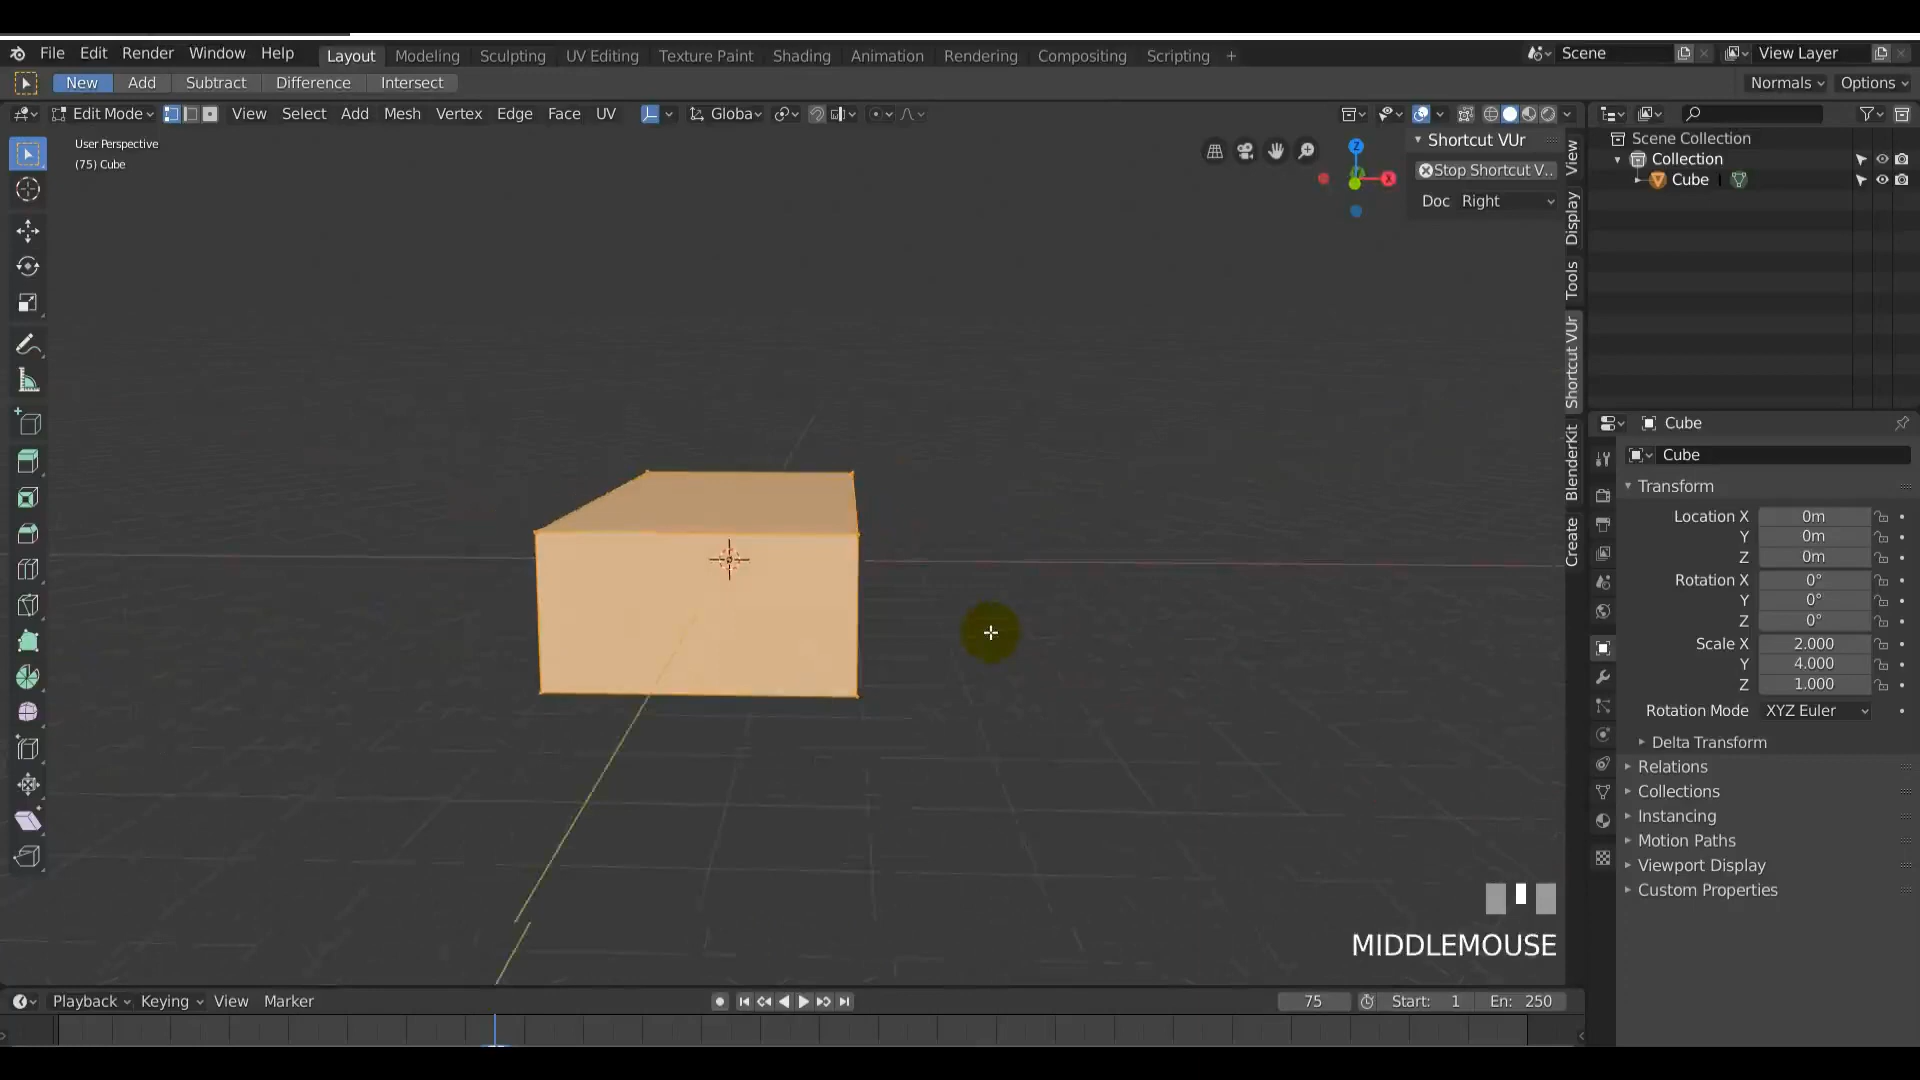 File Edit Render Window Help Layout Modeling Sculpting UV Editing Texture Paint Shading Animation Rendering Compositing Scripting + Scene View Layer
New Add Subtract Difference Intersect Normals Options
Edit Mode View Select Add Mesh Vertex Edge Face UV Globa
User Perspective
(75) Cube
Z
X
Shortcut VUr
Stop Shortcut V..
Doc Right
View
Display
Tools
Shortcut VUr
BlenderKit
Create
Scene Collection
Collection
Cube
Cube
Cube
Transform
Location X 0m
Y 0m
Z 0m
Rotation X 0°
Y 0°
Z 0°
Scale X 2.000
Y 4.000
Z 1.000
Rotation Mode XYZ Euler
Delta Transform
Relations
Collections
Instancing
Motion Paths
Viewport Display
Custom Properties
MIDDLEMOUSE
Playback Keying View Marker 75 Start: 1 En: 250